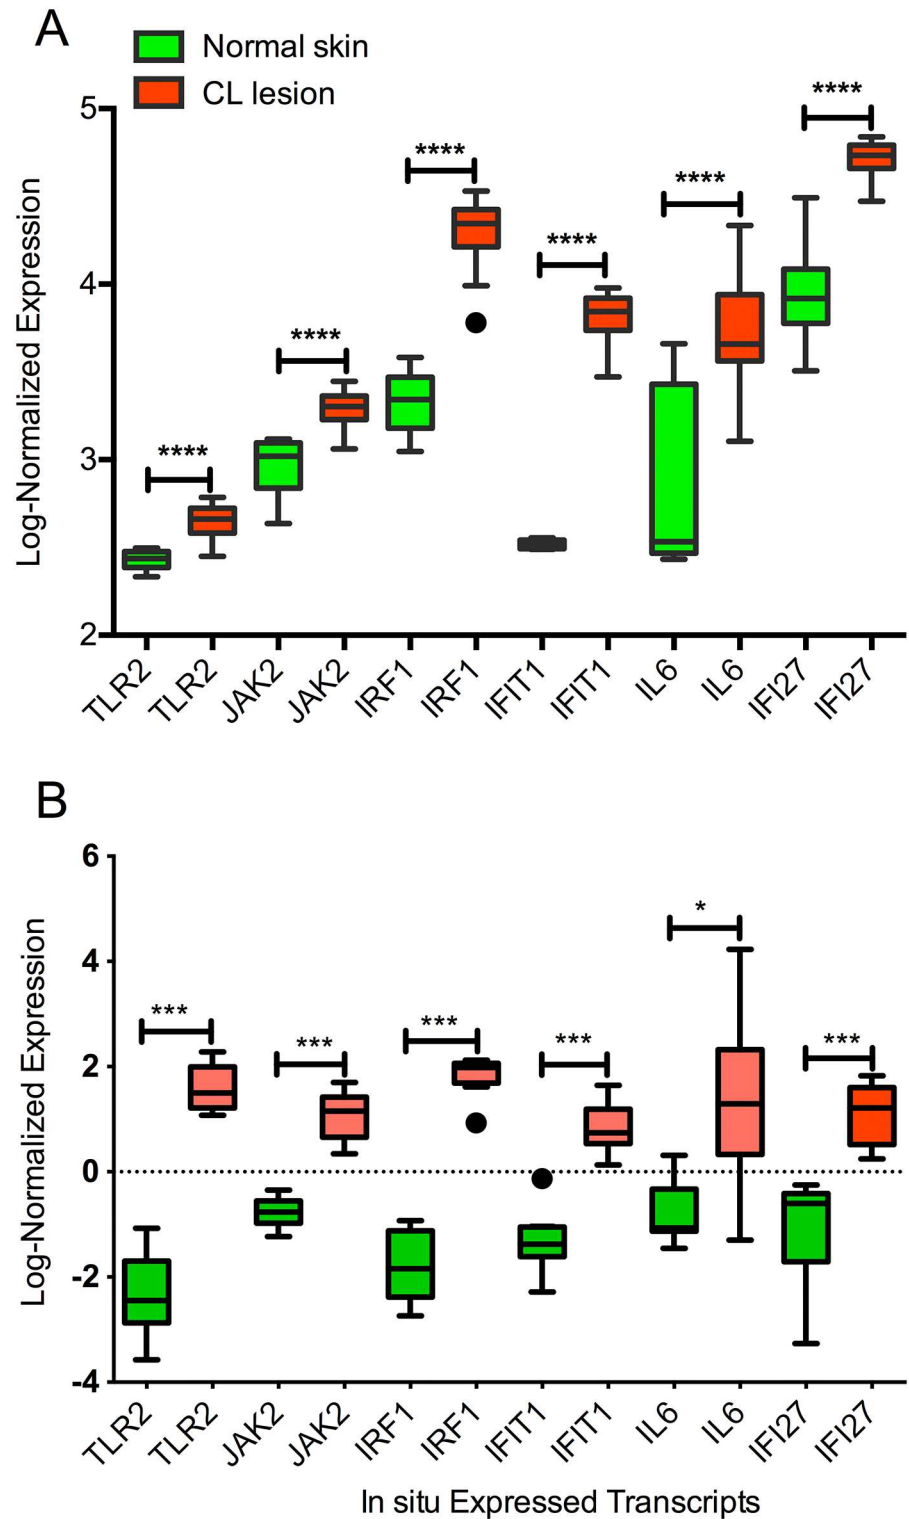 A
Normal skin
CL lesion
Log-Normalized Expression
5
4
3
2
****
****
****
****
****
****
TLR2 TLR2 JAK2 JAK2 IRF1 IRF1 IFIT1 IFIT1 IL6 IL6 IFI27 IFI27
B
Log-Normalized Expression
6
4
2
0
-2
-4
***
***
***
***
*
***
TLR2 TLR2 JAK2 JAK2 IRF1 IRF1 IFIT1 IFIT1 IL6 IL6 IFI27 IFI27
In situ Expressed Transcripts